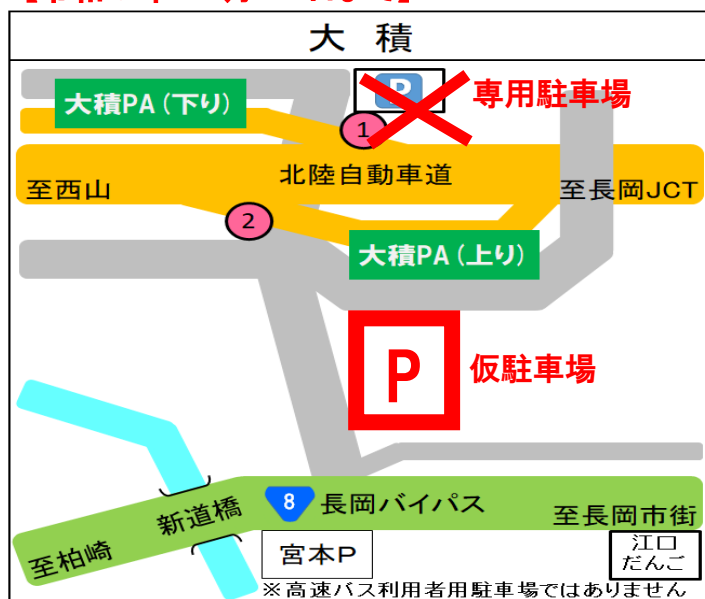 大 積
P
専用駐車場
大積PA(下り)
1
北陸自動車道
至西山
至長岡JCT
2
大積PA(上り)
P
仮駐車場
8
長岡バイパス
新道橋
至長岡市街
至柏崎
宮本P
江口
だんご
※高速バス利用者用駐車場ではありません